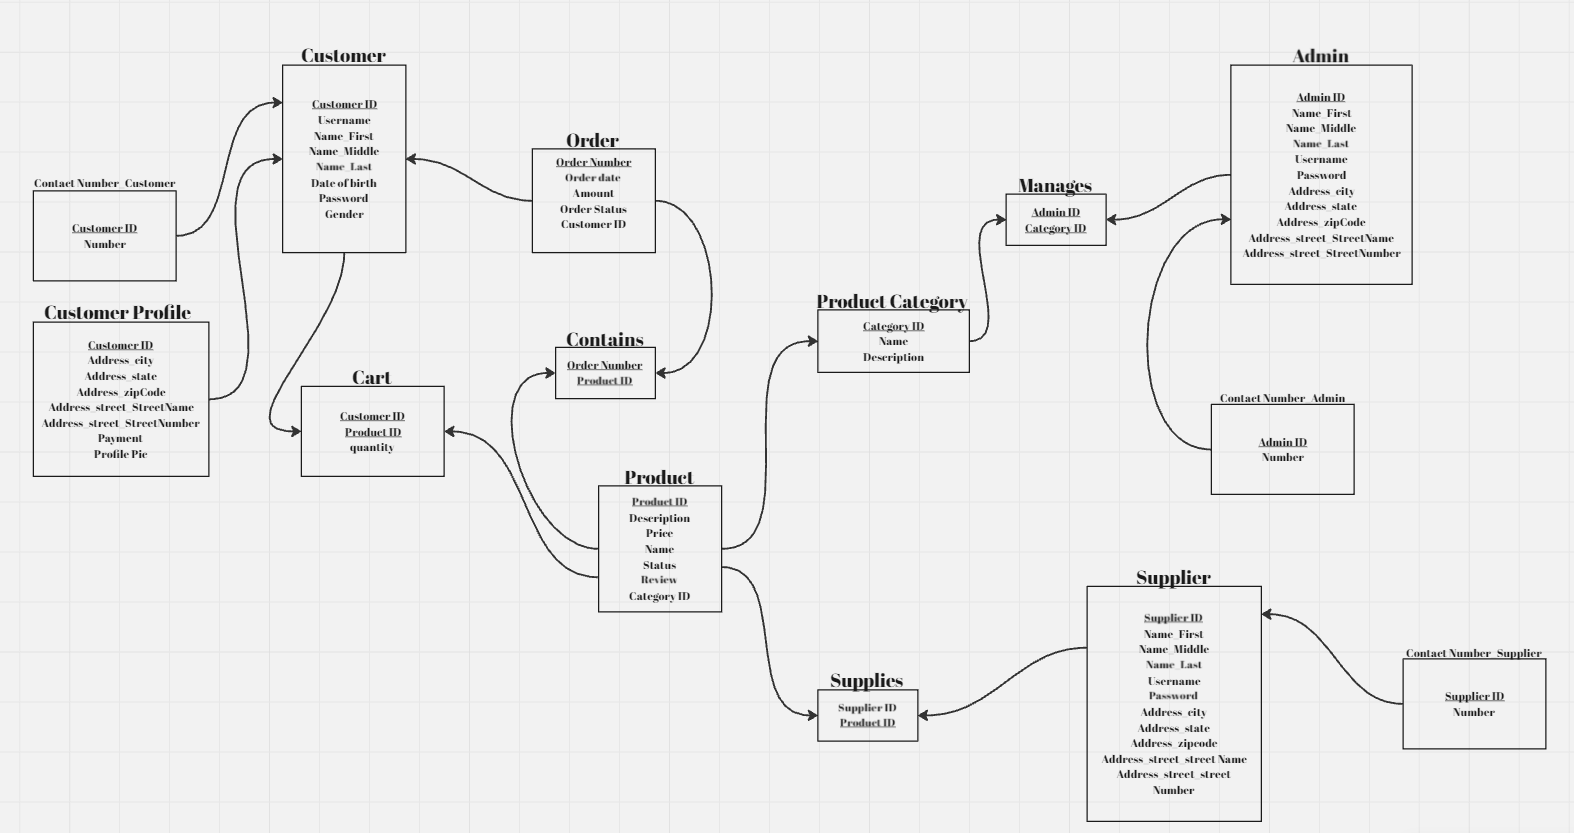 Customer
Customer ID
Username
Name_First
Name_Middle
Name_Last
Date of birth
Password
Gender
Contact Number_Customer
Customer ID
Number
Customer Profile
Customer ID
Address_city
Address_state
Address_zipCode
Address_street_StreetName
Address_street_StreetNumber
Payment
Profile Pic
Cart
Customer ID
Product ID
quantity
Order
Order Number
Order date
Amount
Order Status
Customer ID
Contains
Order Number
Product ID
Product
Product ID
Description
Price
Name
Status
Review
Category ID
Product Category
Category ID
Name
Description
Manages
Admin ID
Category ID
Admin
Admin ID
Name_First
Name_Middle
Name_Last
Username
Password
Address_city
Address_state
Address_zipCode
Address_street_StreetName
Address_street_StreetNumber
Contact Number_Admin
Admin ID
Number
Supplies
Supplier ID
Product ID
Supplier
Supplier ID
Name_First
Name_Middle
Name_Last
Username
Password
Address_city
Address_state
Address_zipcode
Address_street_street Name
Address_street_street
Number
Contact Number_Supplier
Supplier ID
Number